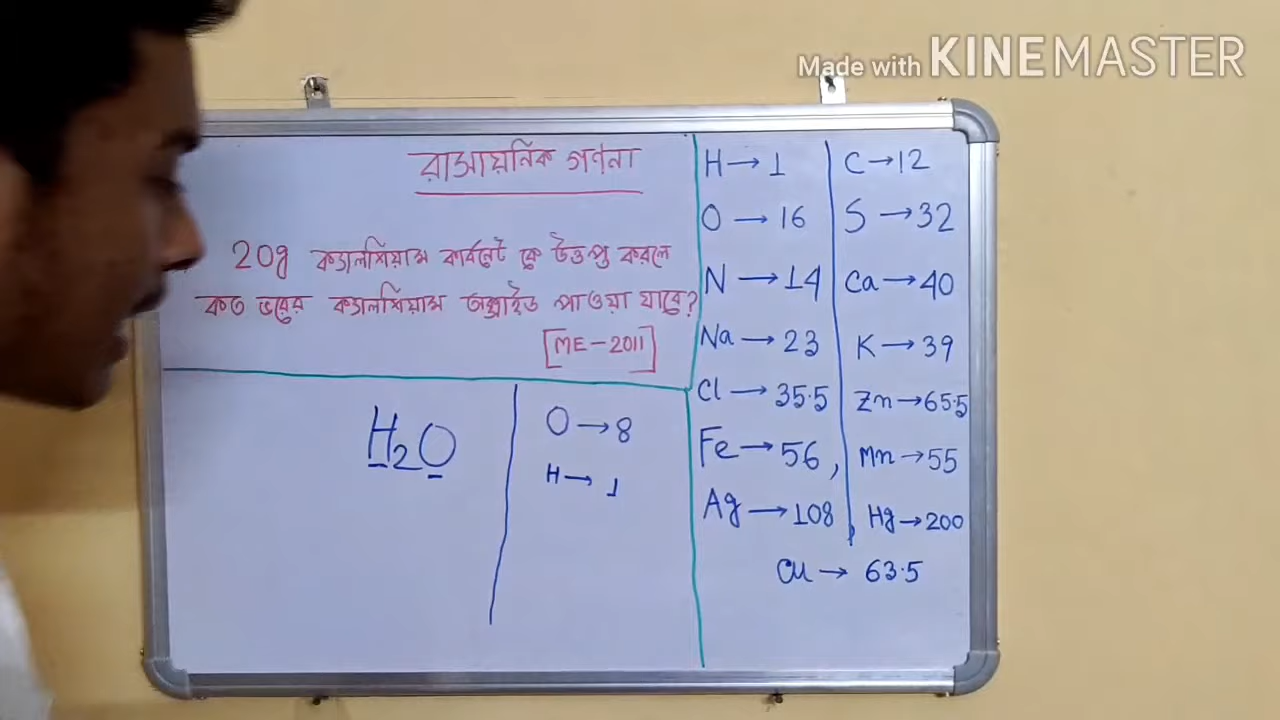 Made with KINEMASTER
রাসায়নিক গণনা
20g ক্যালশিয়াম কার্বনেট কে উত্তপ্ত করলে
কত ভরের ক্যালশিয়াম অক্সাইড পাওয়া যাবে?
[ME-2011]
H₂O
O → 8
H → 1
H → 1
O → 16
N → 14
Na → 23
Cl → 35.5
Fe → 56,
Ag → 108
C → 12
S → 32
Ca → 40
K → 39
Zn → 65.5
Mn → 55
Hg → 200
Cu → 63.5